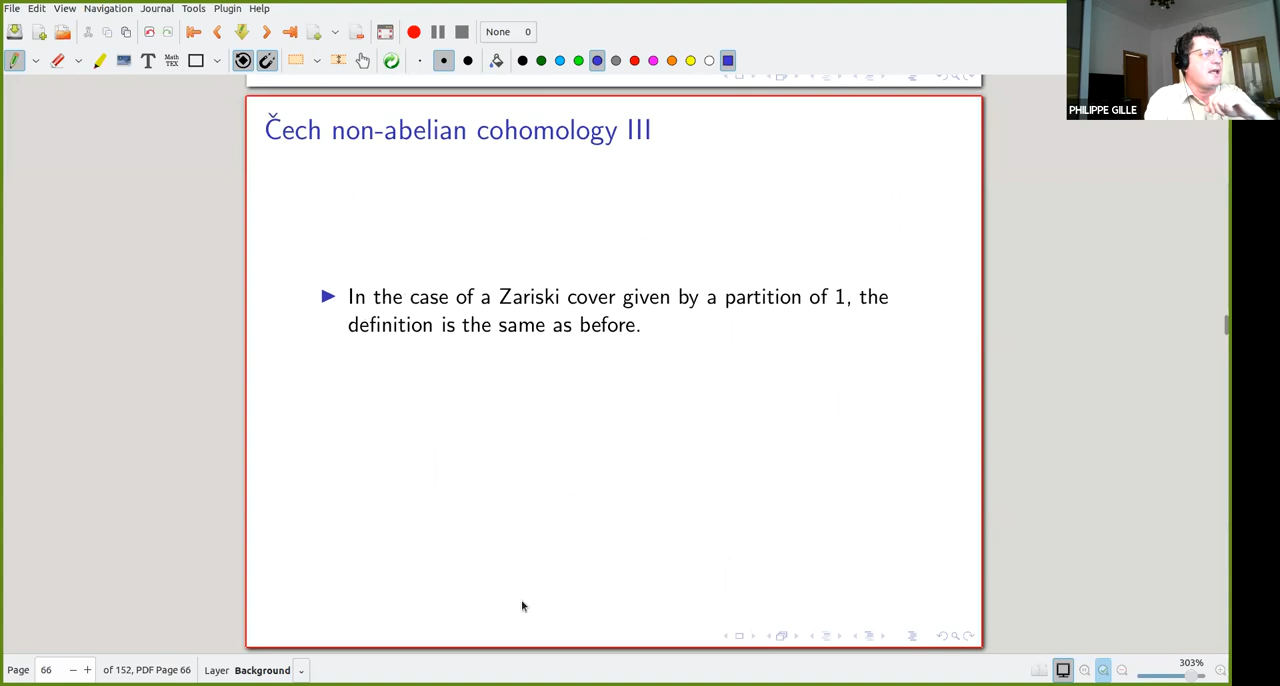 File Edit View Navigation Journal Tools Plugin Help
None 0
PHILIPPE GILLE
Čech non-abelian cohomology III
In the case of a Zariski cover given by a partition of 1, the
definition is the same as before.
Page 66 of 152, PDF Page 66 Layer Background 303%